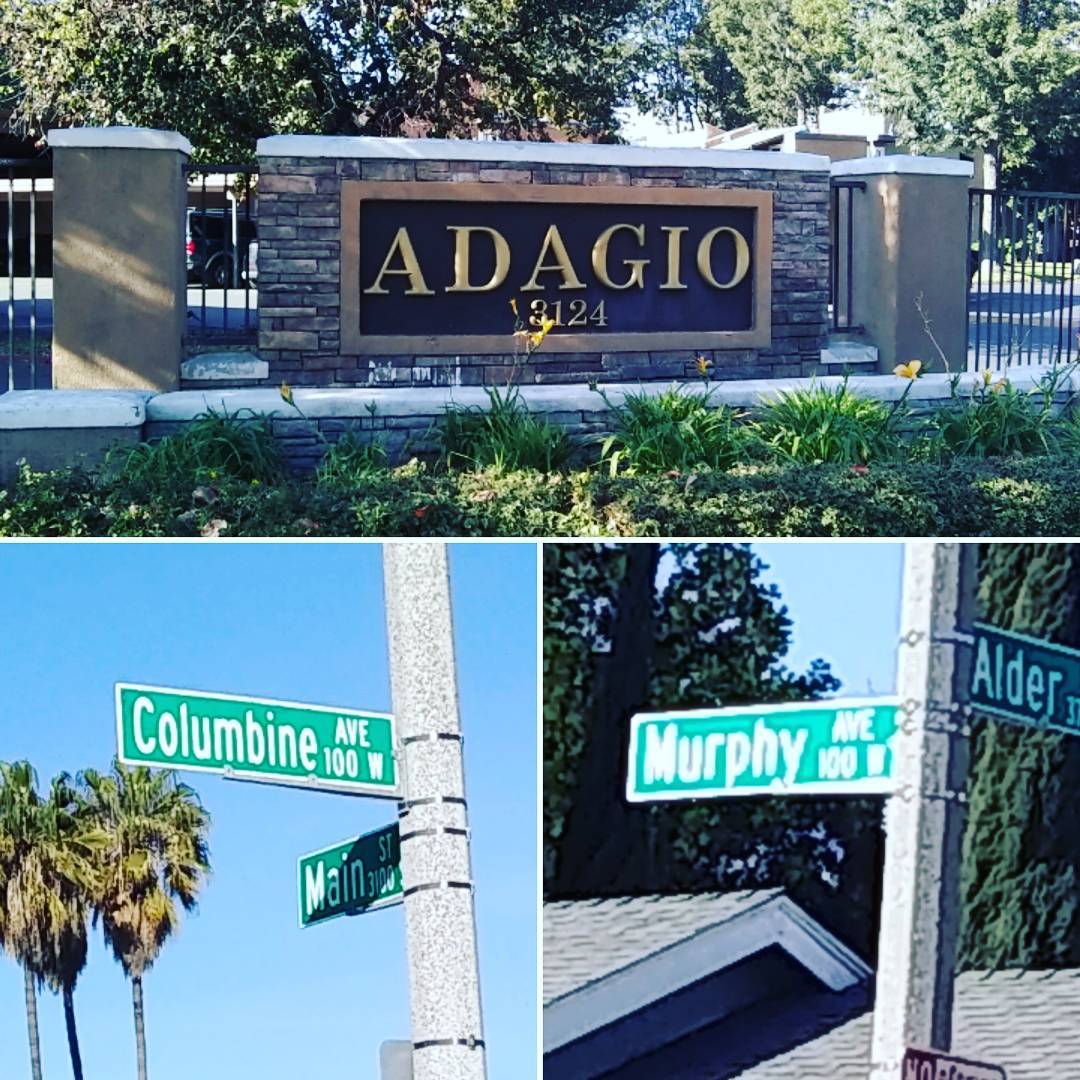 ADAGIO
3124
Columbine AVE
100 W
Main ST
3100
Murphy AVE
100 W
Alder